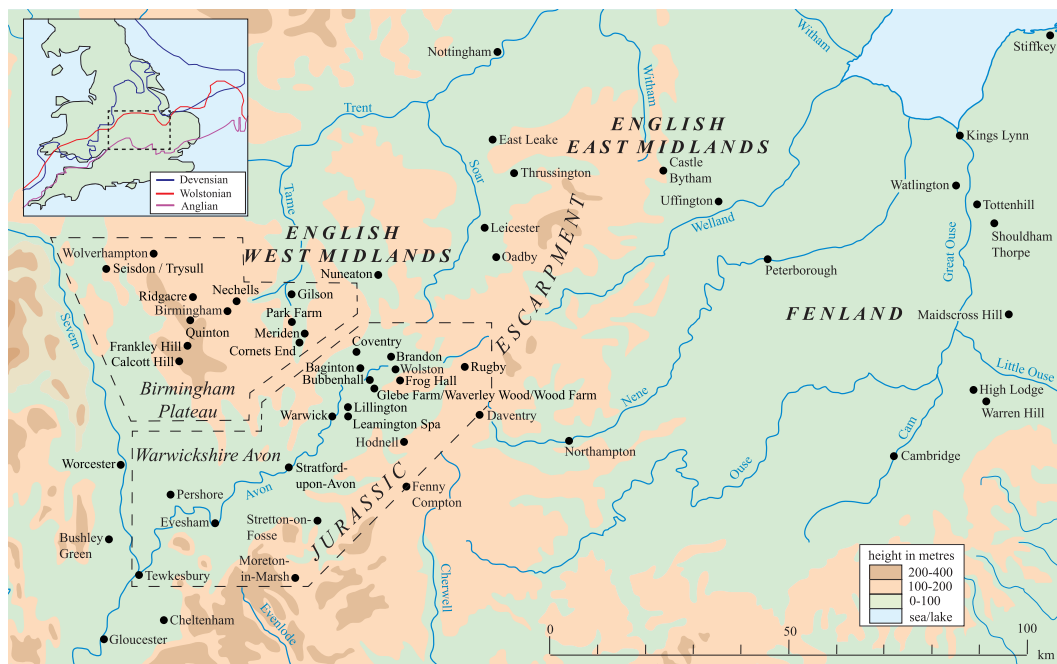 Devensian
Wolstonian
Anglian
Nottingham
Witham
Witham
Stiffkey
Trent
East Leake
ENGLISH
EAST MIDLANDS
Kings Lynn
Thrussington
Soar
Castle
Bytham
Watlington
Tame
Uffington
Tottenhill
Welland
Shouldham
Thorpe
Leicester
ENGLISH
WEST MIDLANDS
Wolverhampton
Seisdon / Trysull
Oadby
Nuneaton
Peterborough
Great Ouse
Ridgacre
Nechells
Gilson
Birmingham
Park Farm
Quinton
Meriden
Severn
Frankley Hill
Cornets End
Calcott Hill
FENLAND
Maidscross Hill
JURASSIC
ESCARPMENT
Coventry
Brandon
Baginton
Wolston
Rugby
Bubbenhall
Frog Hall
Glebe Farm/Waverley Wood/Wood Farm
Birmingham
Plateau
Little Ouse
High Lodge
Warren Hill
Nene
Lillington
Warwick
Leamington Spa
Daventry
Hodnell
Northampton
Cam
Cambridge
Ouse
Warwickshire Avon
Worcester
Stratford-
upon-Avon
Avon
Pershore
Fenny
Compton
Evesham
Stretton-on-
Fosse
Bushley
Green
Moreton-
in-Marsh
Tewkesbury
Cherwell
Evenlode
Cheltenham
Gloucester
height in metres
200-400
100-200
0-100
sea/lake
0
50
100
km